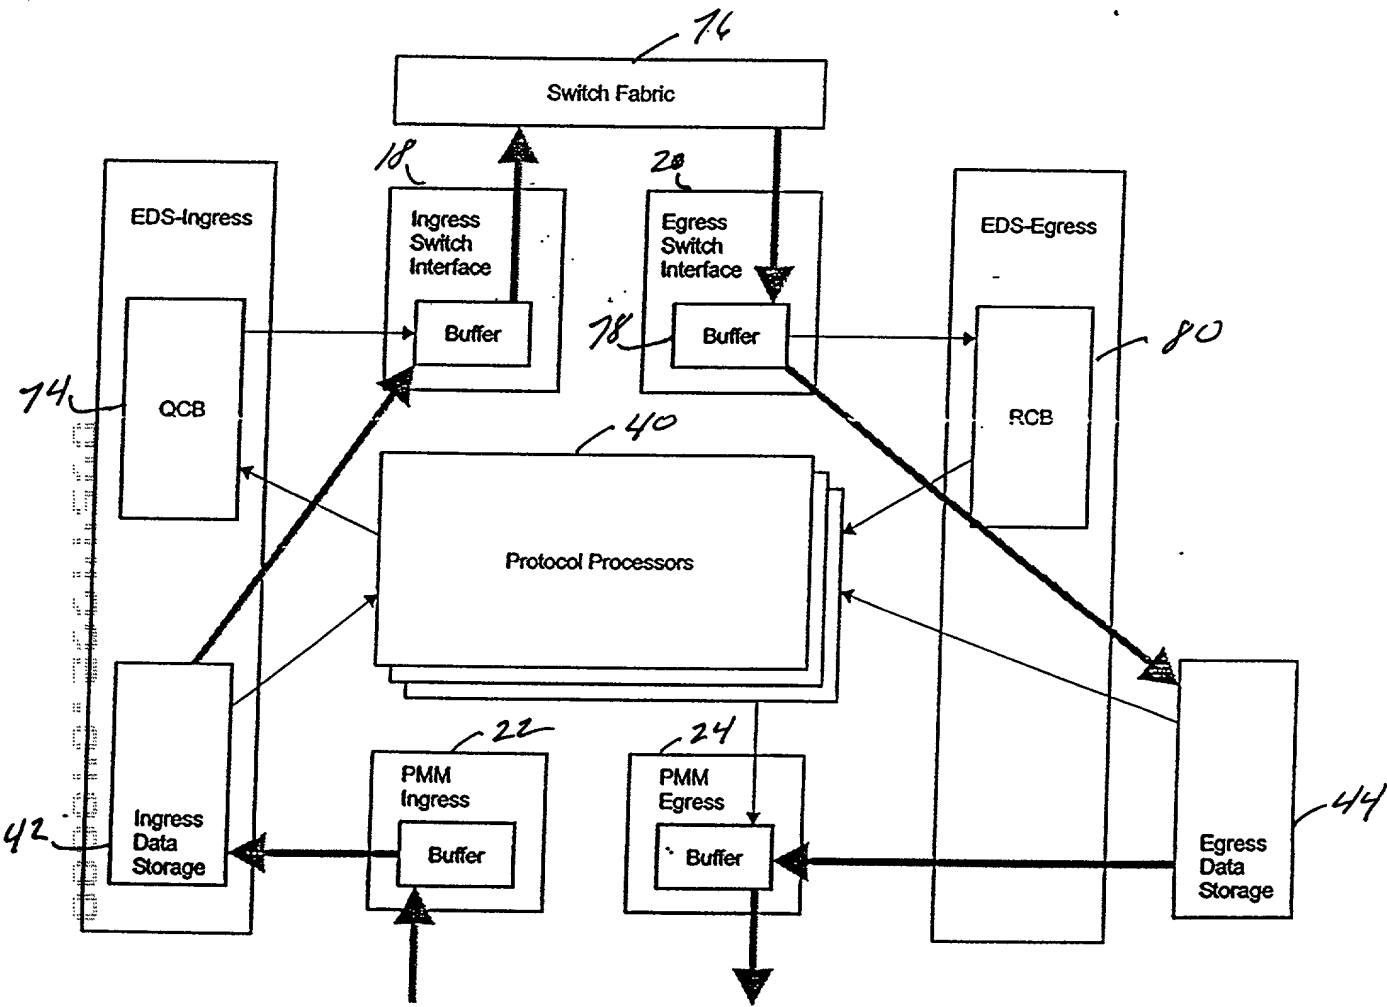 76
Switch Fabric
18
20
EDS-Ingress
Ingress
Switch
Interface
Egress
Switch
Interface
EDS-Egress
Buffer
78
Buffer
80
74
QCB
RCB
40
Protocol Processors
22
24
PMM
Ingress
PMM
Egress
42
Ingress
Data
Storage
Buffer
Buffer
44
Egress
Data
Storage